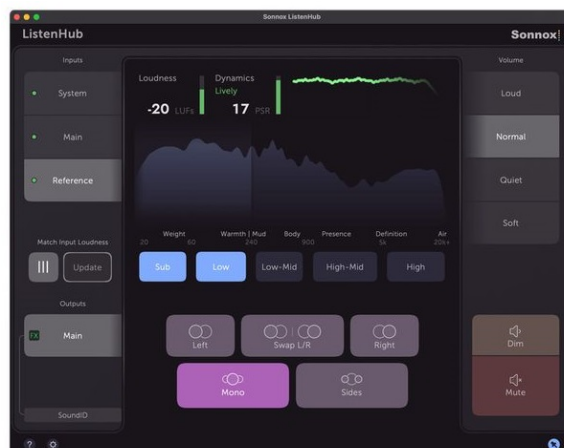 Sonnox ListenHub
ListenHub
Sonnox|
Inputs
System
Main
Reference
Match Input Loudness
Update
Outputs
FX
Main
SoundID
?
Loudness
-20 LUFs
Dynamics
Lively
17 PSR
Weight Warmth | Mud Body Presence Definition Air
20 60 240 900 5k 20k+
Sub Low Low-Mid High-Mid High
Left Swap L/R Right
Mono Sides
Volume
Loud
Normal
Quiet
Soft
Dim
Mute